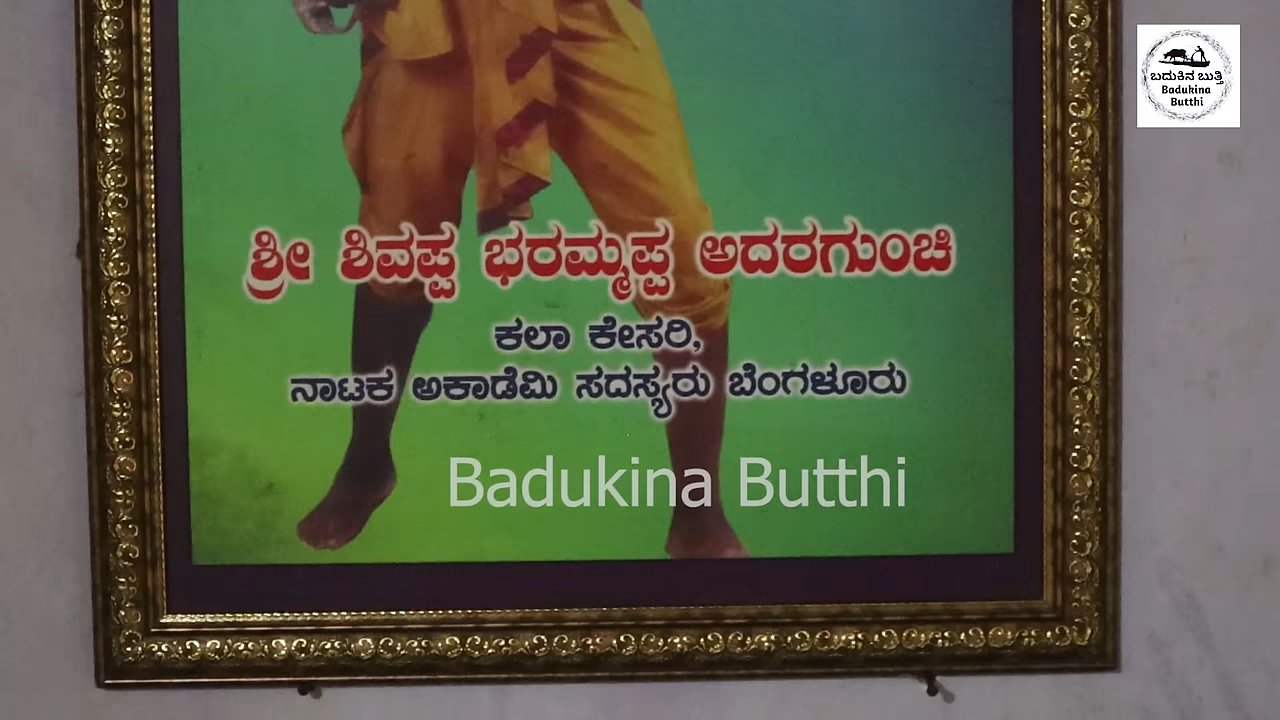 ಬದುಕಿನ ಬುತ್ತಿ
Badukina
Butthi
ಶ್ರೀ ಶಿವಪ್ಪ ಭರಮ್ಮಪ್ಪ ಅದರಗುಂಚಿ
ಕಲಾ ಕೇಸರಿ,
ನಾಟಕ ಅಕಾಡೆಮಿ ಸದಸ್ಯರು ಬೆಂಗಳೂರು
Badukina Butthi